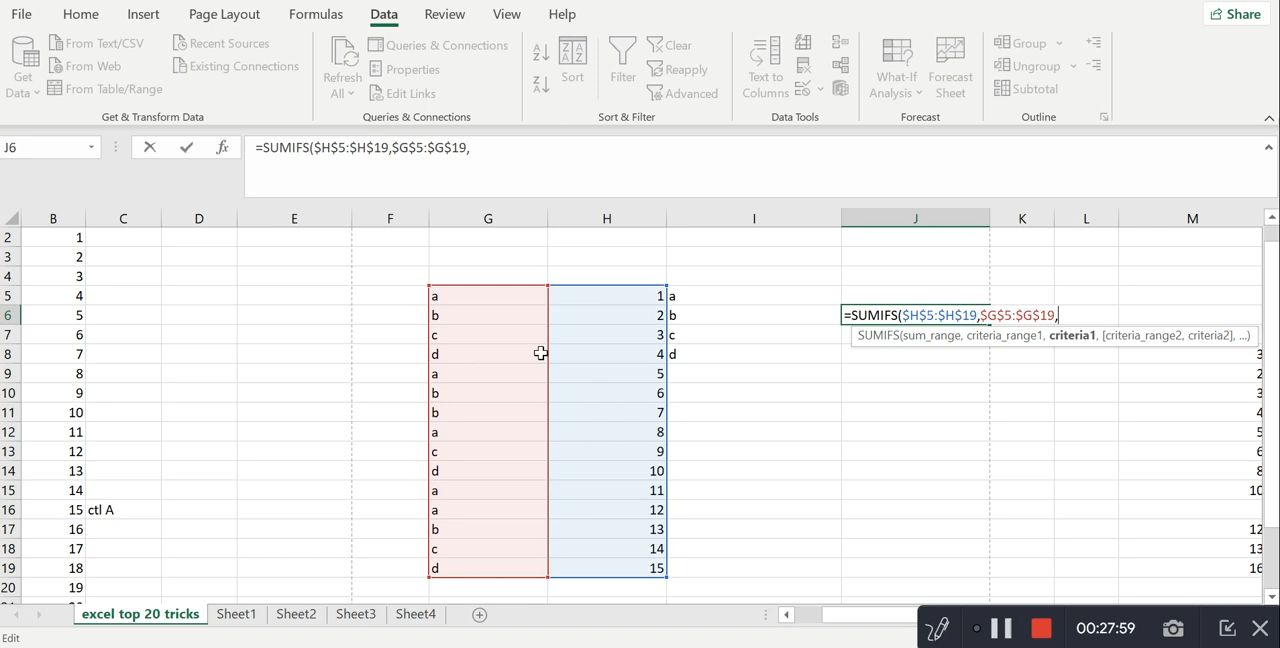 File Home Insert Page Layout Formulas Data Review View Help Share
Get Data From Text/CSV From Web From Table/Range Recent Sources Existing Connections
Refresh All Queries & Connections Properties Edit Links
Sort Filter Clear Reapply Advanced
Text to Columns What-If Analysis Forecast Sheet Group Ungroup Subtotal
Get & Transform Data Queries & Connections Sort & Filter Data Tools Forecast Outline
J6 fx =SUMIFS($H$5:$H$19,$G$5:$G$19,
B C D E F G H I J K L M
2 1
3 2
4 3
5 4 a 1 a
6 5 b 2 b =SUMIFS($H$5:$H$19,$G$5:$G$19,
7 6 c 3 c SUMIFS(sum_range, criteria_range1, criteria1, [criteria_range2, criteria2], ...)
8 7 d 4 d 3
9 8 a 5 2
10 9 b 6 3
11 10 b 7 4
12 11 a 8 5
13 12 c 9 6
14 13 d 10 8
15 14 a 11 10
16 15 ctl A a 12
17 16 b 13 12
18 17 c 14 13
19 18 d 15 16
20 19
excel top 20 tricks Sheet1 Sheet2 Sheet3 Sheet4
Edit 00:27:59